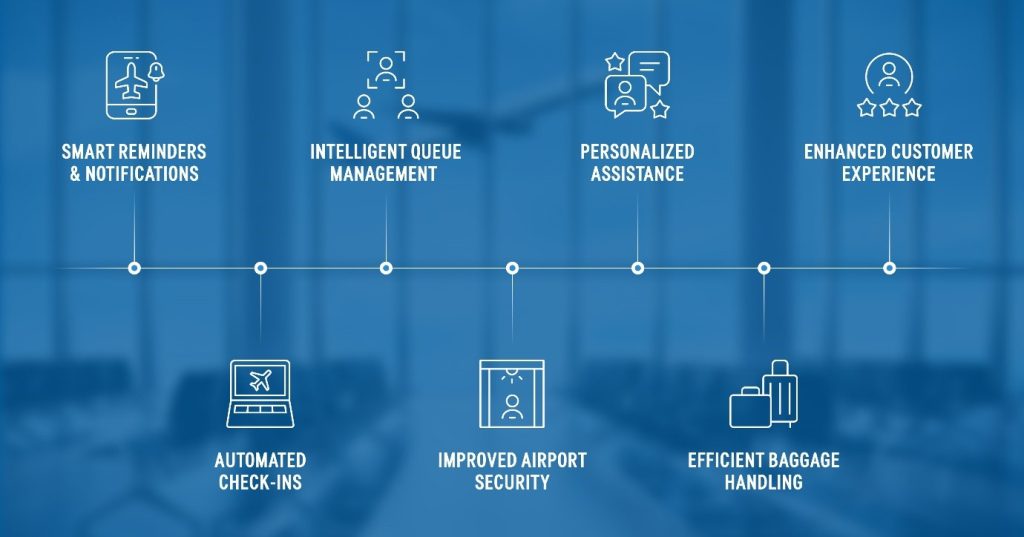 SMART REMINDERS
& NOTIFICATIONS
INTELLIGENT QUEUE
MANAGEMENT
PERSONALIZED
ASSISTANCE
ENHANCED CUSTOMER
EXPERIENCE
AUTOMATED
CHECK-INS
IMPROVED AIRPORT
SECURITY
EFFICIENT BAGGAGE
HANDLING